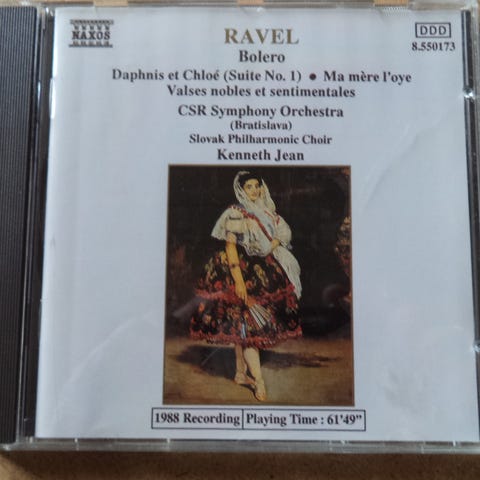 NAXOS
DDD
8.550173
RAVEL
Bolero
Daphnis et Chloé (Suite No. 1) • Ma mère l'oye
Valses nobles et sentimentales
CSR Symphony Orchestra
(Bratislava)
Slovak Philharmonic Choir
Kenneth Jean
1988 Recording
Playing Time : 61'49"